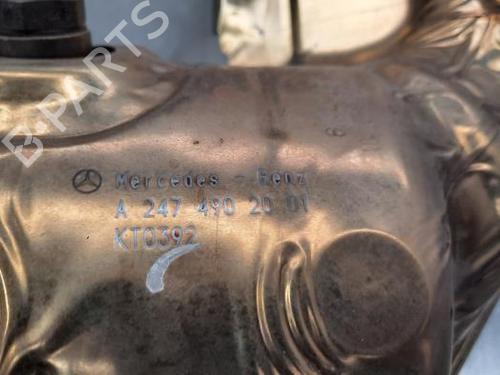 B-PARTS
Mercedes - Benz
A 247 490 20 01
KT0392